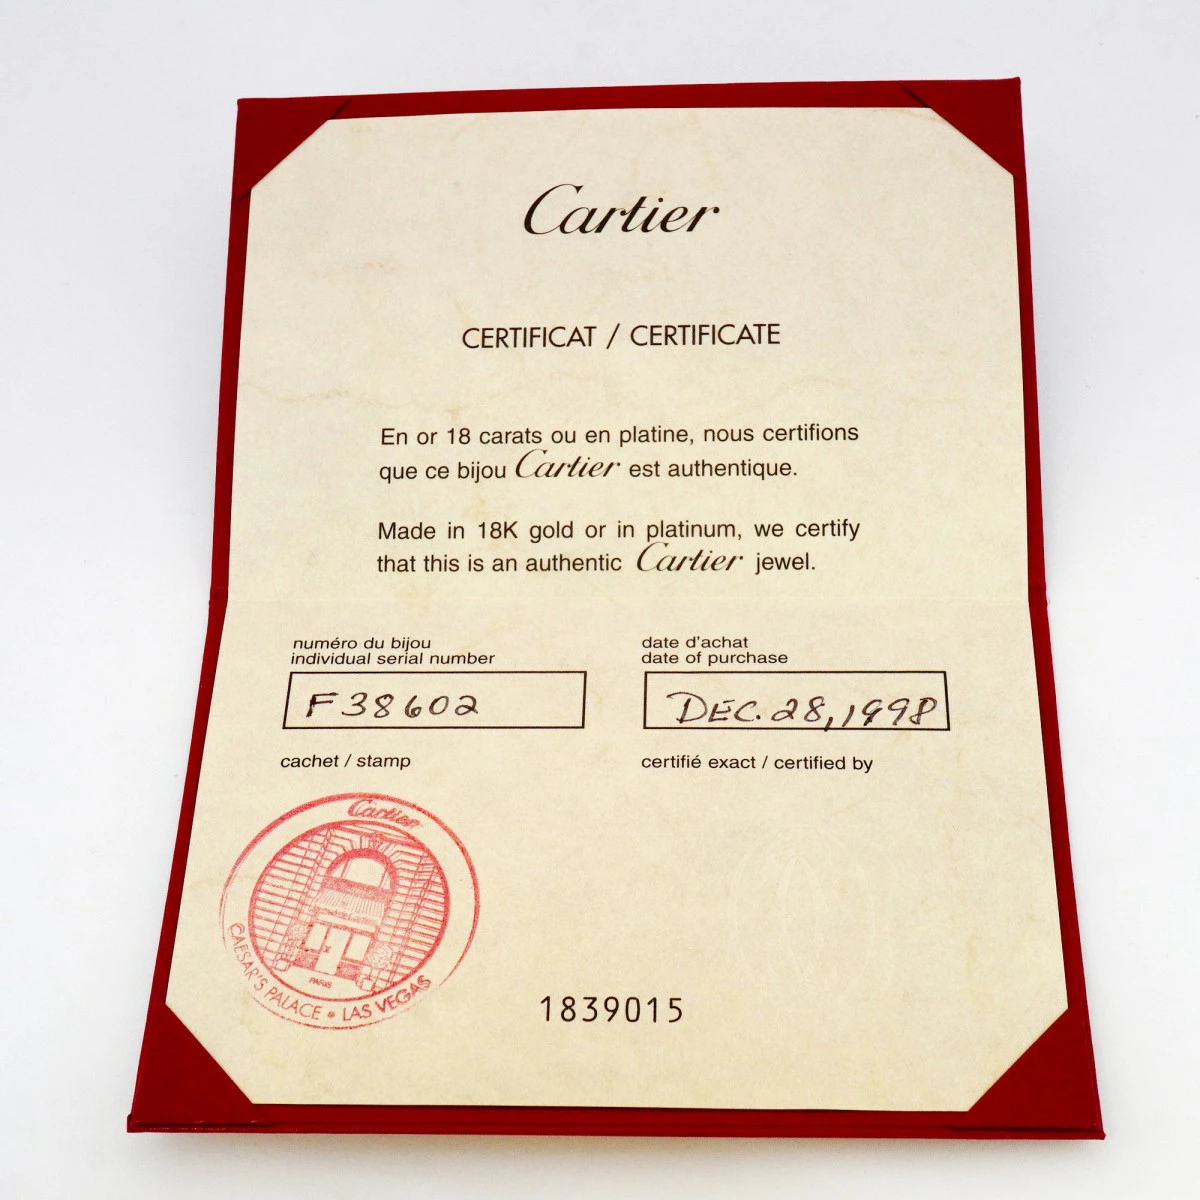 Cartier
CERTIFICAT / CERTIFICATE
En or 18 carats ou en platine, nous certifions
que ce bijou Cartier est authentique.
Made in 18K gold or in platinum, we certify
that this is an authentic Cartier jewel.
numéro du bijou
individual serial number
F38602
date d'achat
date of purchase
DEC. 28, 1998
cachet / stamp
certifié exact / certified by
Cartier
PARIS
CAESAR'S PALACE • LAS VEGAS
1839015